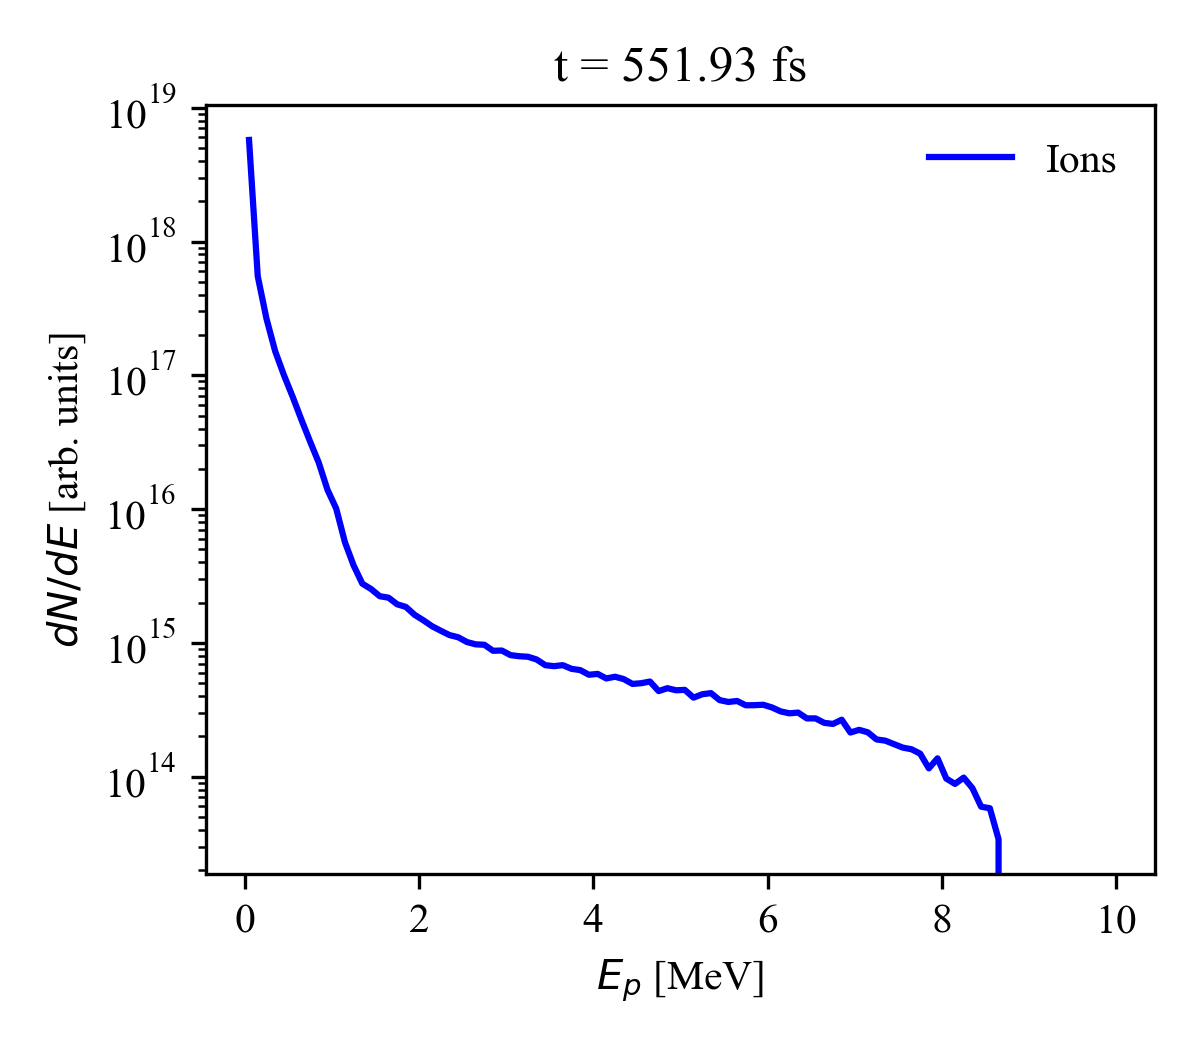 t = 551.93 fs
Ions
dN/dE [arb. units]
10^19
10^18
10^17
10^16
10^15
10^14
0 2 4 6 8 10
E_p [MeV]